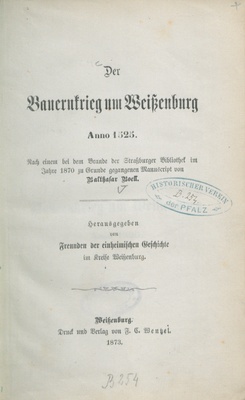 Der
Bauernkrieg um Weißenburg
Anno 1525.
Nach einem bei dem Brande der Straßburger Bibliothek im
Jahre 1870 zu Grunde gegangenen Manuscript von
Balthasar Boell.
HISTORISCHER VEREIN
der PFALZ
Herausgegeben
von
Freunden der einheimischen Geschichte
im Kreise Weißenburg.
Weißenburg.
Druck und Verlag von F. C. Wentzel.
1873.
B 254